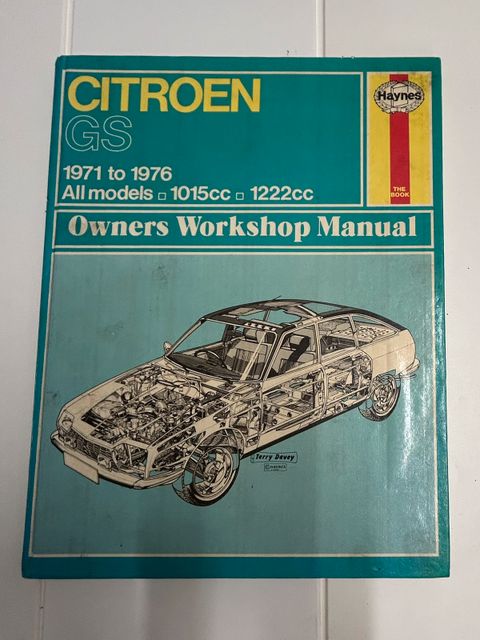 CITROEN
GS
1971 to 1976
All models □ 1015cc □ 1222cc
Haynes
THE
BOOK
Owners Workshop Manual
Terry Davey